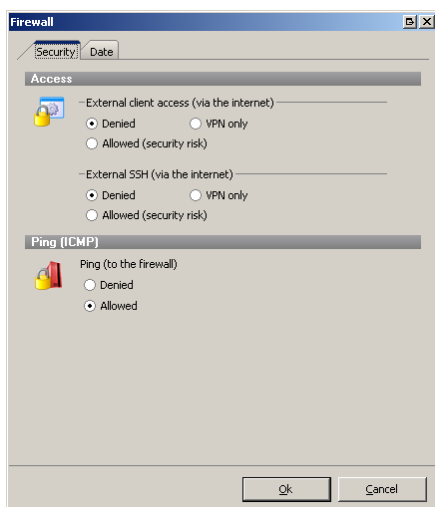 Firewall
Security Date
Access
External client access (via the internet)
Denied VPN only
Allowed (security risk)
External SSH (via the internet)
Denied VPN only
Allowed (security risk)
Ping (ICMP)
Ping (to the firewall)
Denied
Allowed
Ok Cancel